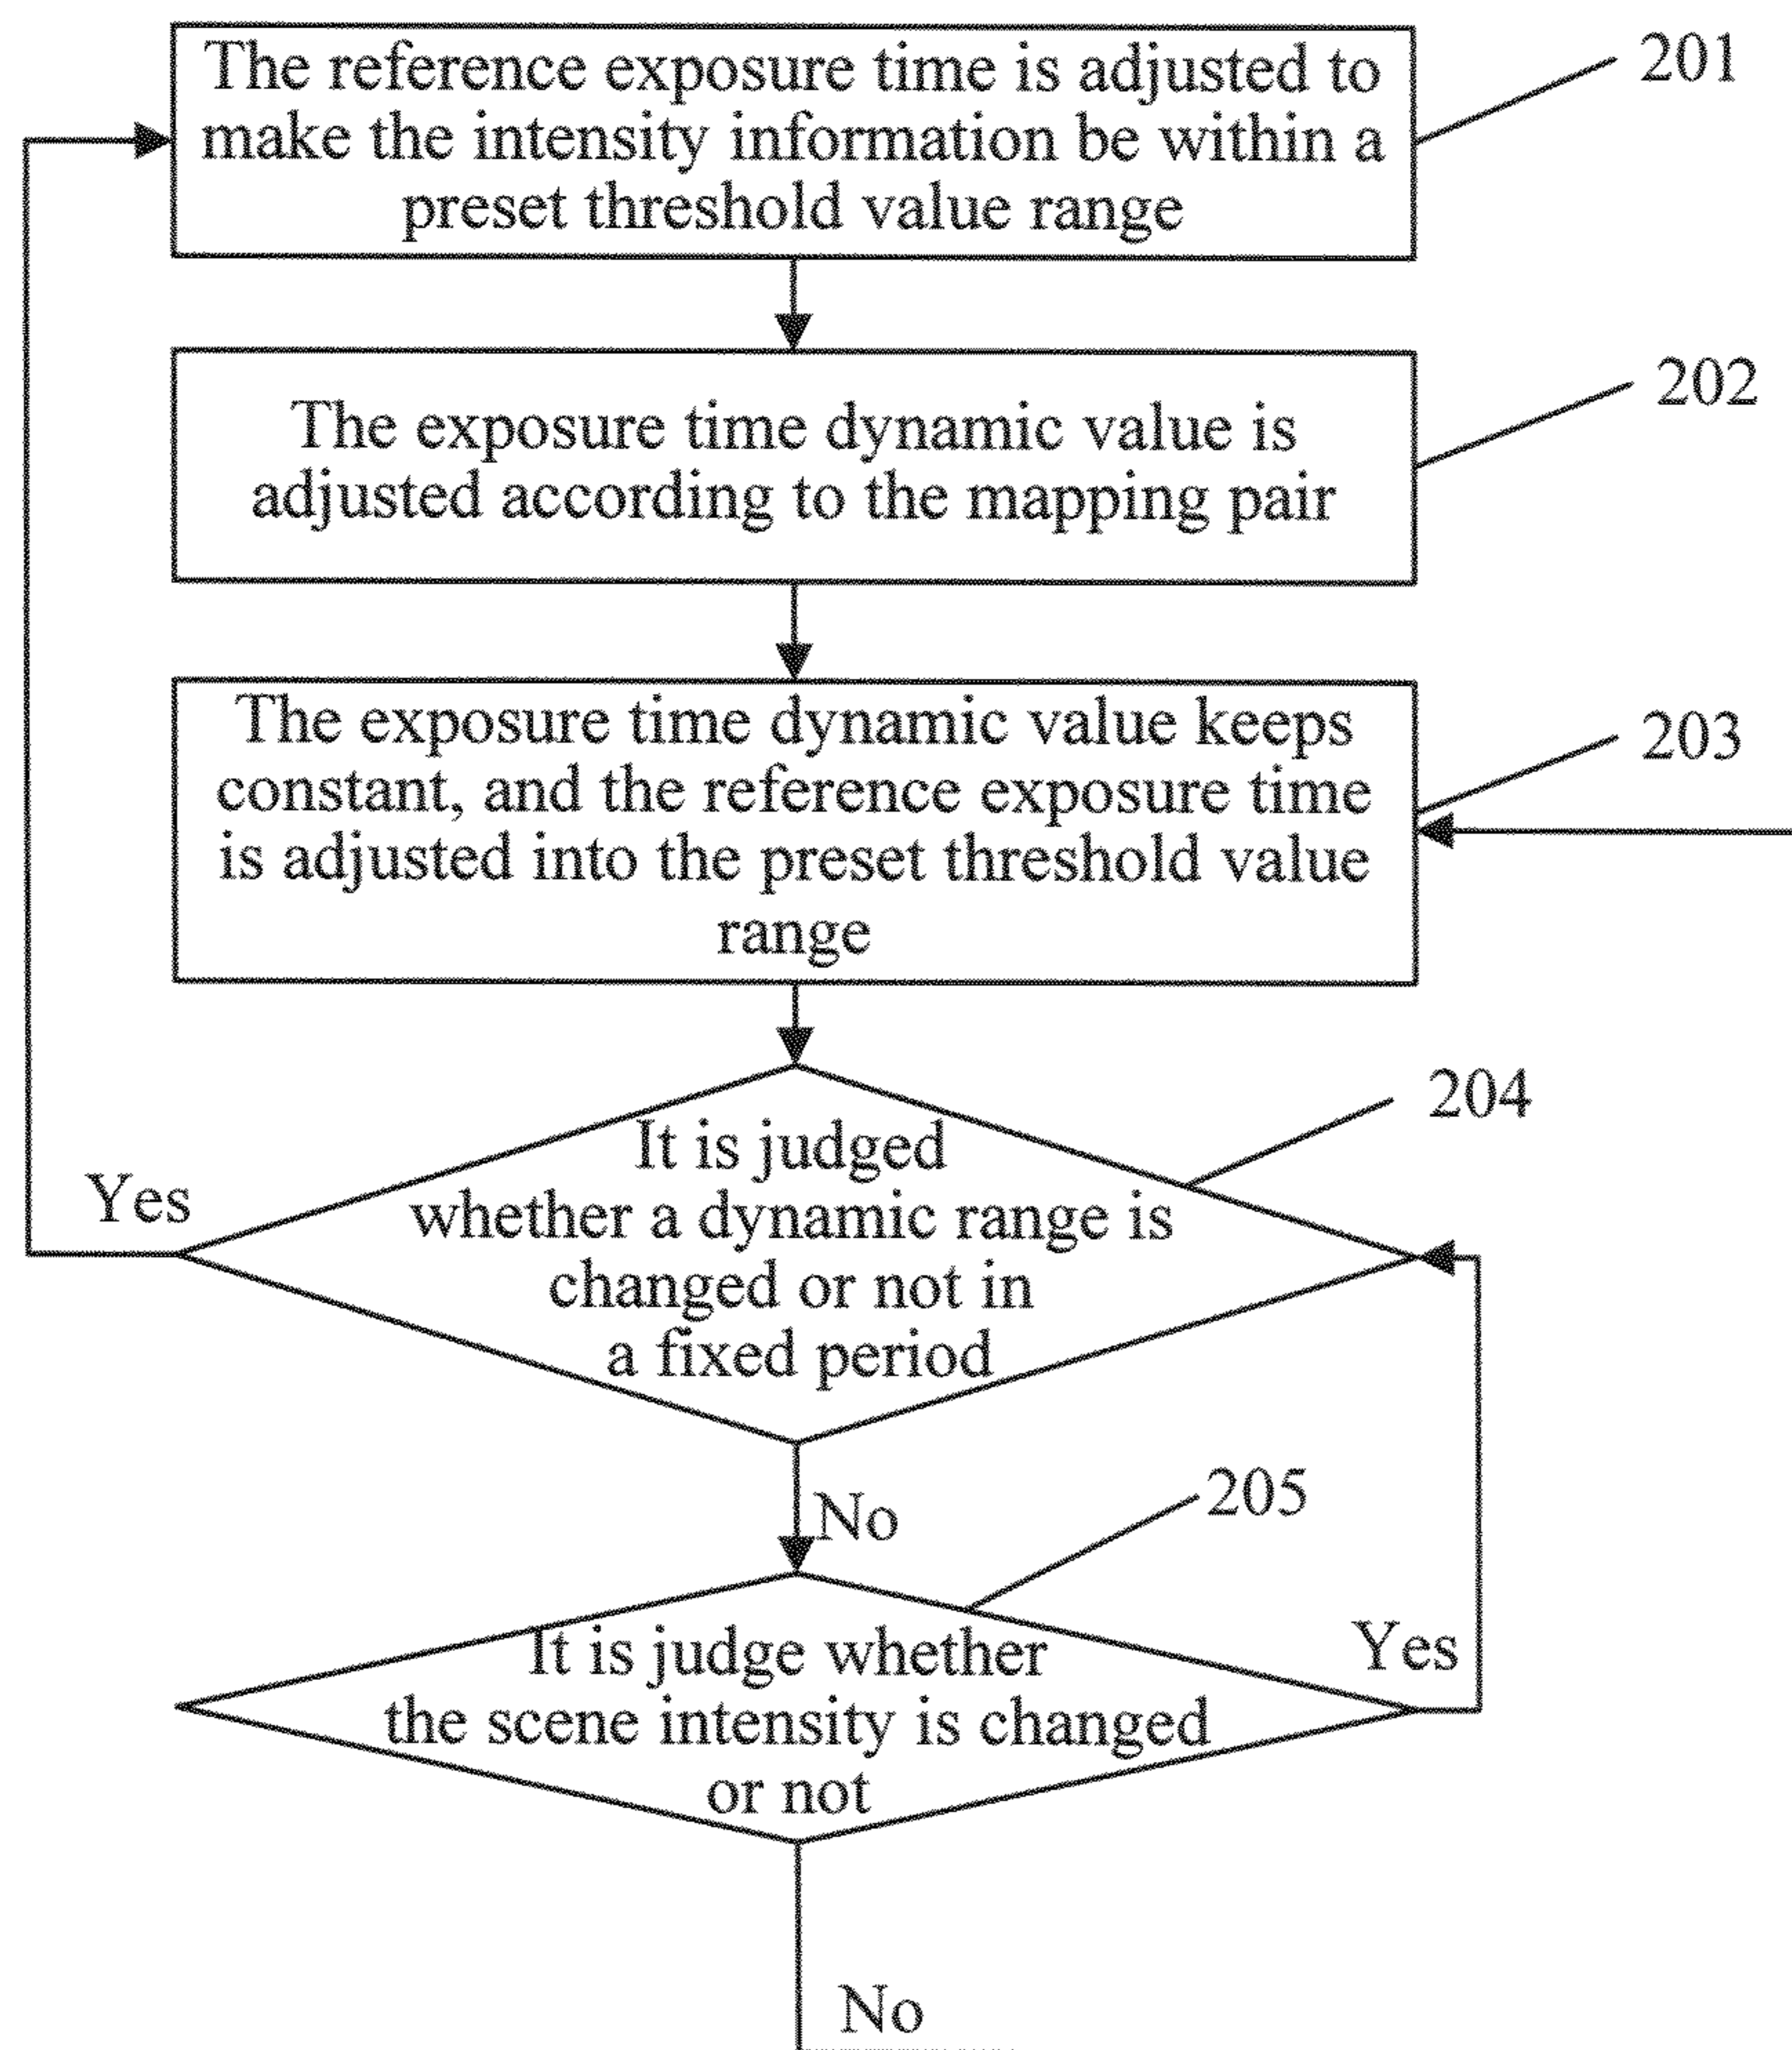 The reference exposure time is adjusted to
make the intensity information be within a
preset threshold value range
201
The exposure time dynamic value is
adjusted according to the mapping pair
202
The exposure time dynamic value keeps
constant, and the reference exposure time
is adjusted into the preset threshold value
range
203
It is judged
whether a dynamic range is
changed or not in
a fixed period
204
Yes
No
205
It is judge whether
the scene intensity is changed
or not
Yes
No